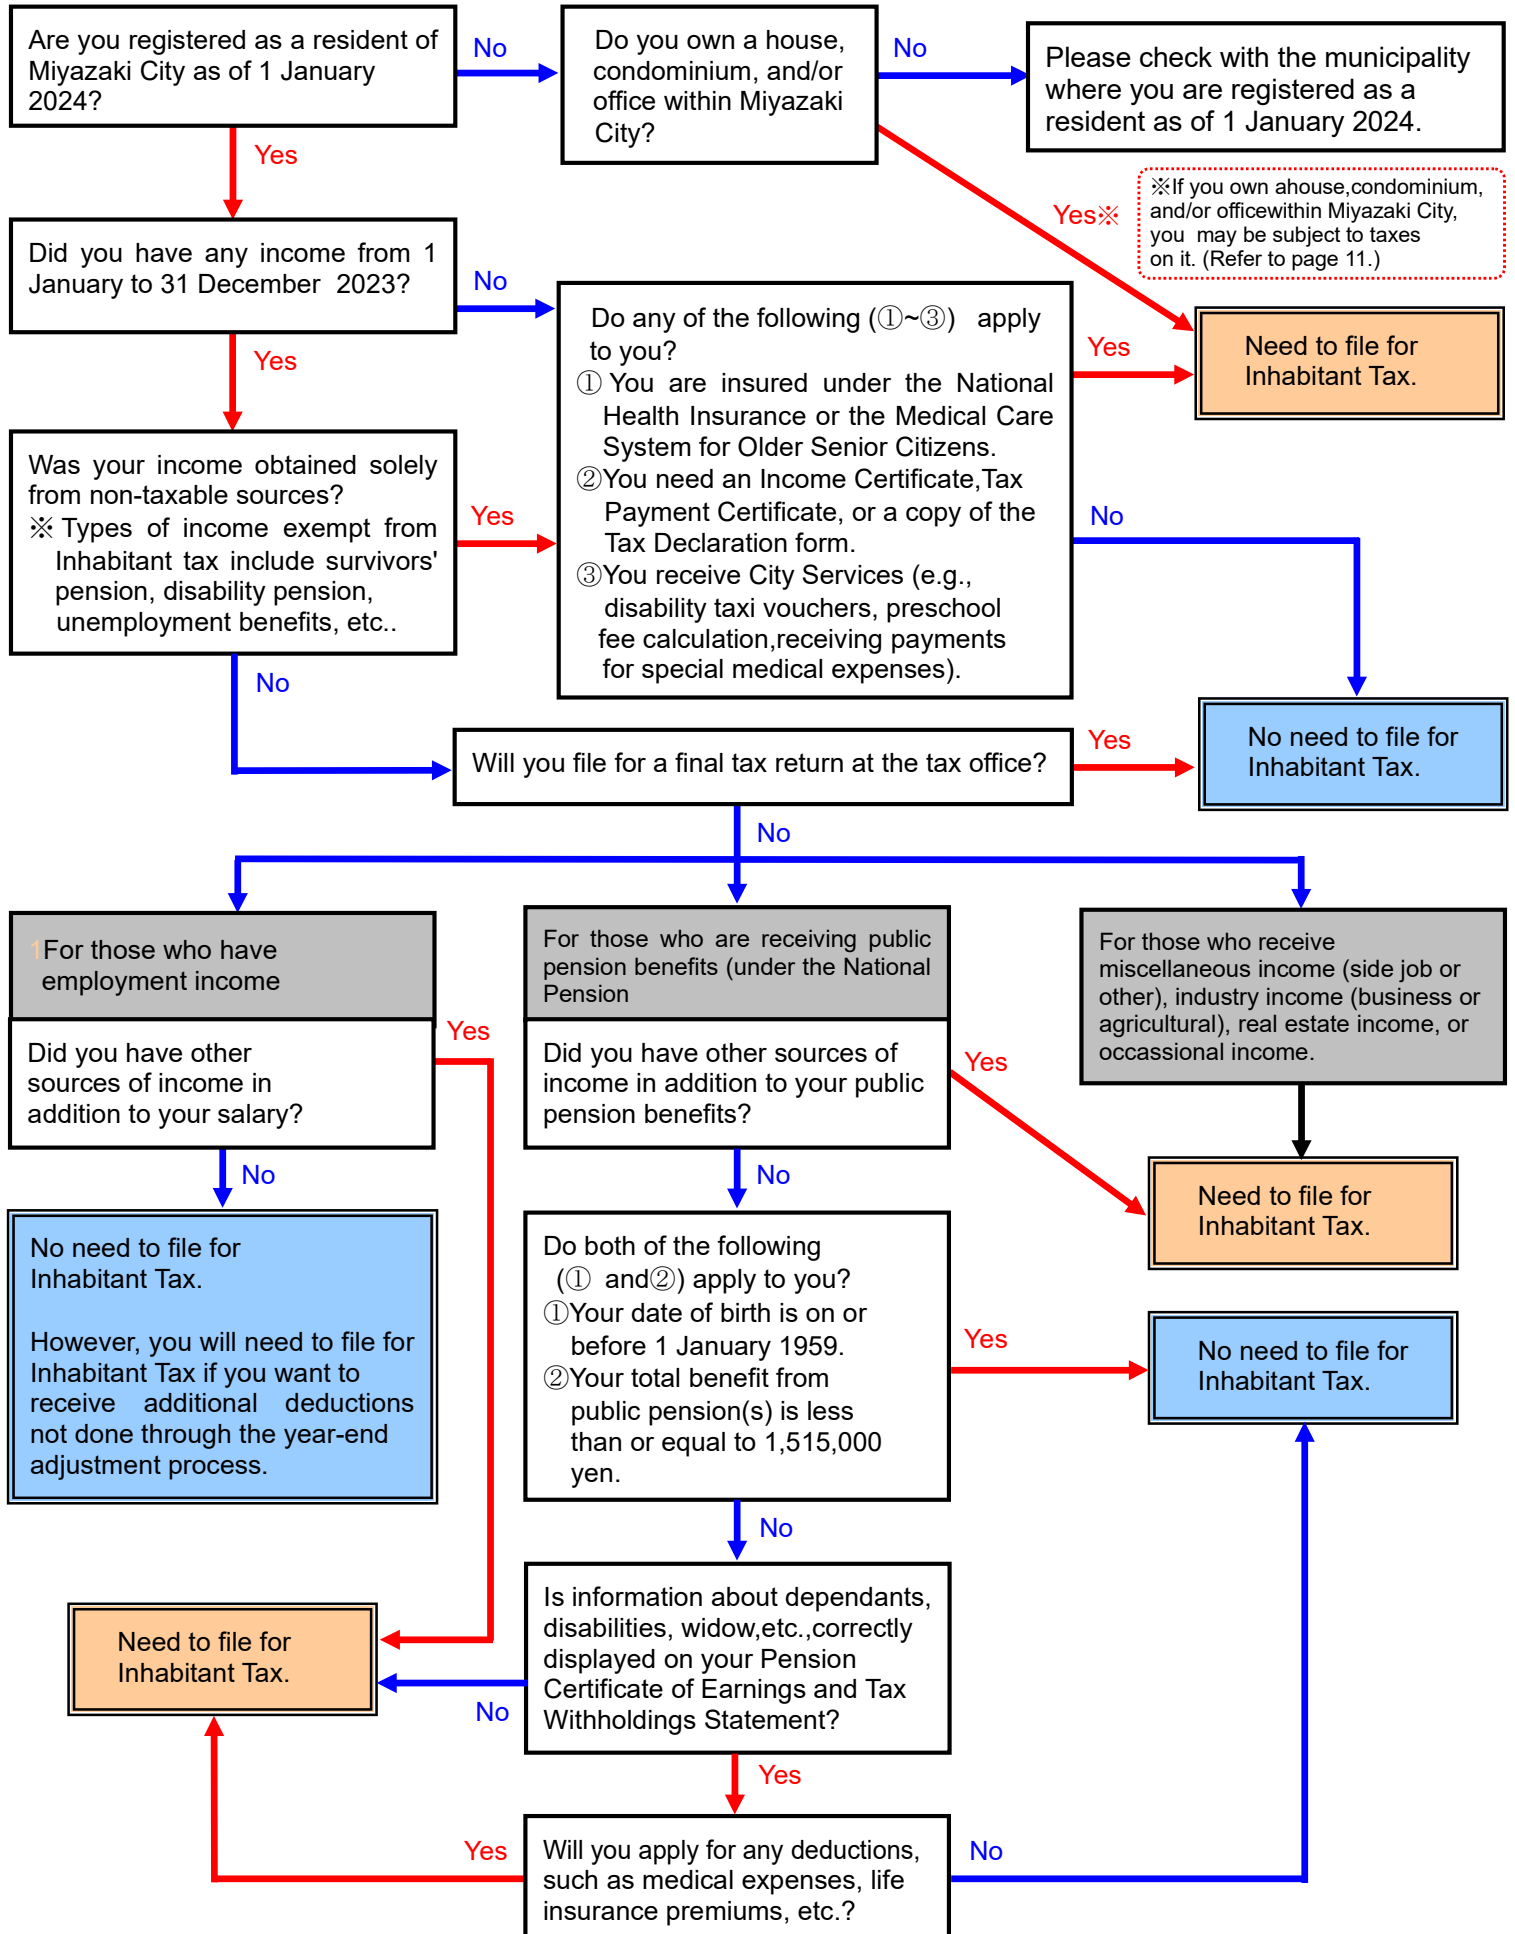 Are you registered as a resident of
Miyazaki City as of 1 January
2024?
No
Do you own a house,
condominium, and/or
office within Miyazaki
City?
No
Please check with the municipality
where you are registered as a
resident as of 1 January 2024.
Yes
Yes※
※If you own ahouse,condominium,
and/or officewithin Miyazaki City,
you may be subject to taxes
on it. (Refer to page 11.)
Did you have any income from 1
January to 31 December 2023?
No
Yes
Do any of the following (①~③) apply
to you?
① You are insured under the National
Health Insurance or the Medical Care
System for Older Senior Citizens.
②You need an Income Certificate,Tax
Payment Certificate, or a copy of the
Tax Declaration form.
③You receive City Services (e.g.,
disability taxi vouchers, preschool
fee calculation,receiving payments
for special medical expenses).
Yes
Need to file for
Inhabitant Tax.
Was your income obtained solely
from non-taxable sources?
※ Types of income exempt from
Inhabitant tax include survivors'
pension, disability pension,
unemployment benefits, etc..
Yes
No
No
Will you file for a final tax return at the tax office?
Yes
No need to file for
Inhabitant Tax.
No
1For those who have
employment income
Did you have other
sources of income in
addition to your salary?
Yes
No
No need to file for
Inhabitant Tax.
However, you will need to file for
Inhabitant Tax if you want to
receive additional deductions
not done through the year-end
adjustment process.
For those who are receiving public
pension benefits (under the National
Pension
Did you have other sources of
income in addition to your public
pension benefits?
Yes
No
For those who receive
miscellaneous income (side job or
other), industry income (business or
agricultural), real estate income, or
occassional income.
Need to file for
Inhabitant Tax.
Do both of the following
(① and②) apply to you?
①Your date of birth is on or
before 1 January 1959.
②Your total benefit from
public pension(s) is less
than or equal to 1,515,000
yen.
Yes
No need to file for
Inhabitant Tax.
No
Is information about dependants,
disabilities, widow,etc.,correctly
displayed on your Pension
Certificate of Earnings and Tax
Withholdings Statement?
Need to file for
Inhabitant Tax.
No
Yes
Will you apply for any deductions,
such as medical expenses, life
insurance premiums, etc.?
Yes
No